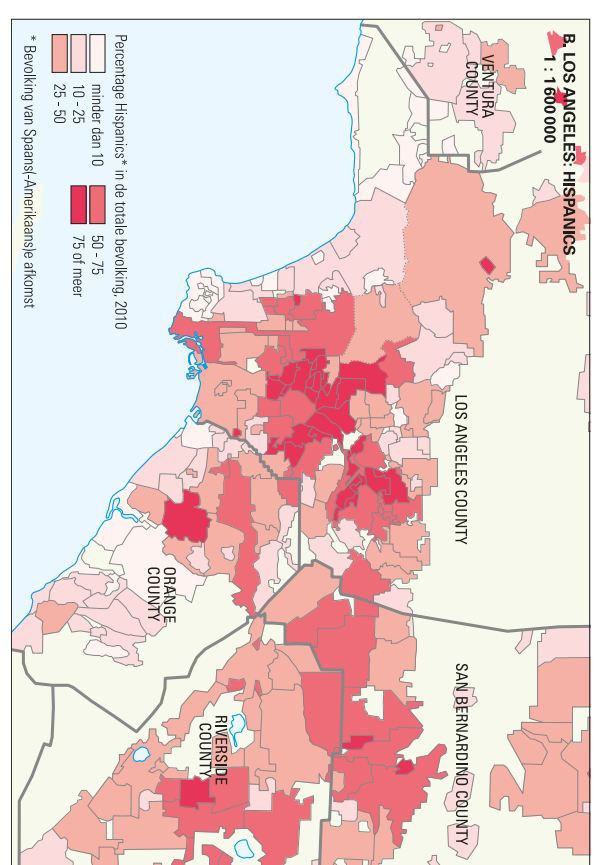 B. LOS ANGELES: HISPANICS
1 : 1 600 000
VENTURA
COUNTY
LOS ANGELES COUNTY
SAN BERNARDINO COUNTY
ORANGE
COUNTY
RIVERSIDE
COUNTY
Percentage Hispanics* in de totale bevolking, 2010
minder dan 10
10 - 25
25 - 50
50 - 75
75 of meer
* Bevolking van Spaans(-Amerikaans)e afkomst